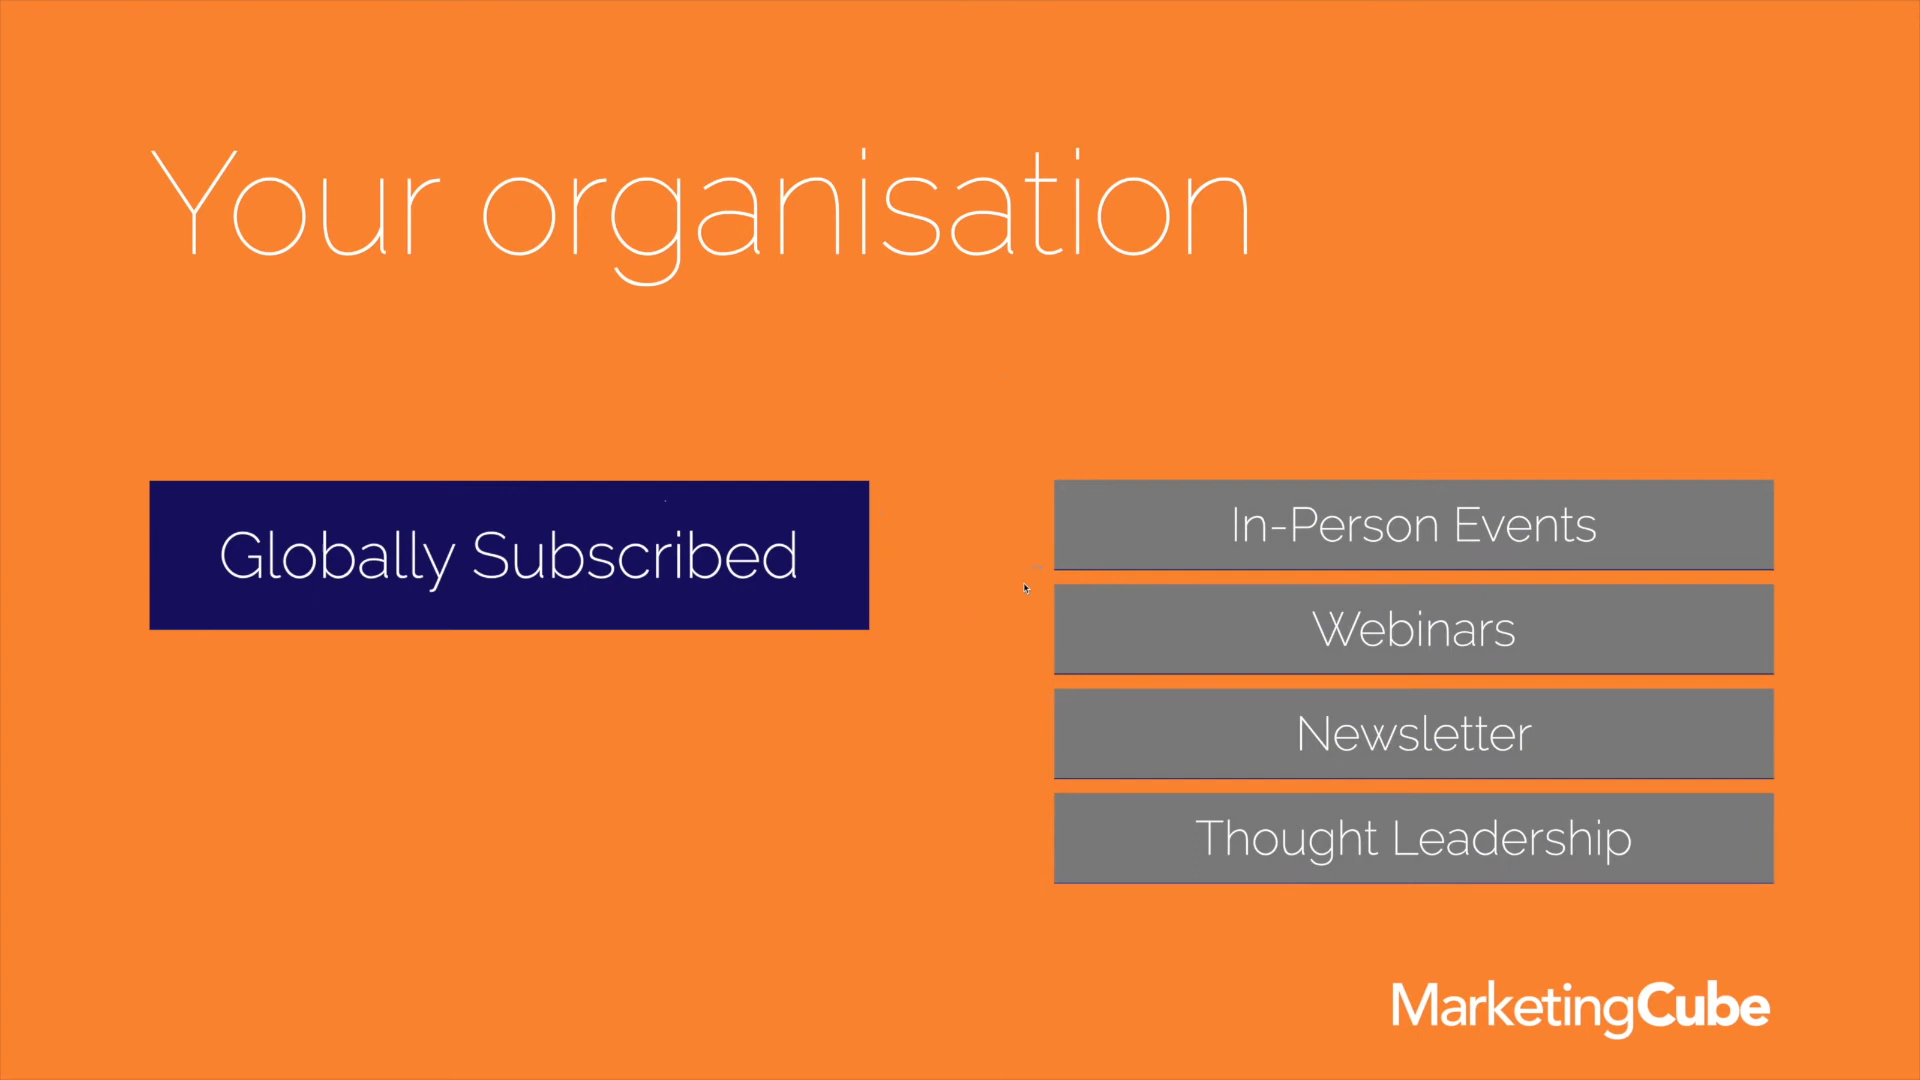 Your organisation
Globally Subscribed
In-Person Events
Webinars
Newsletter
Thought Leadership
MarketingCube